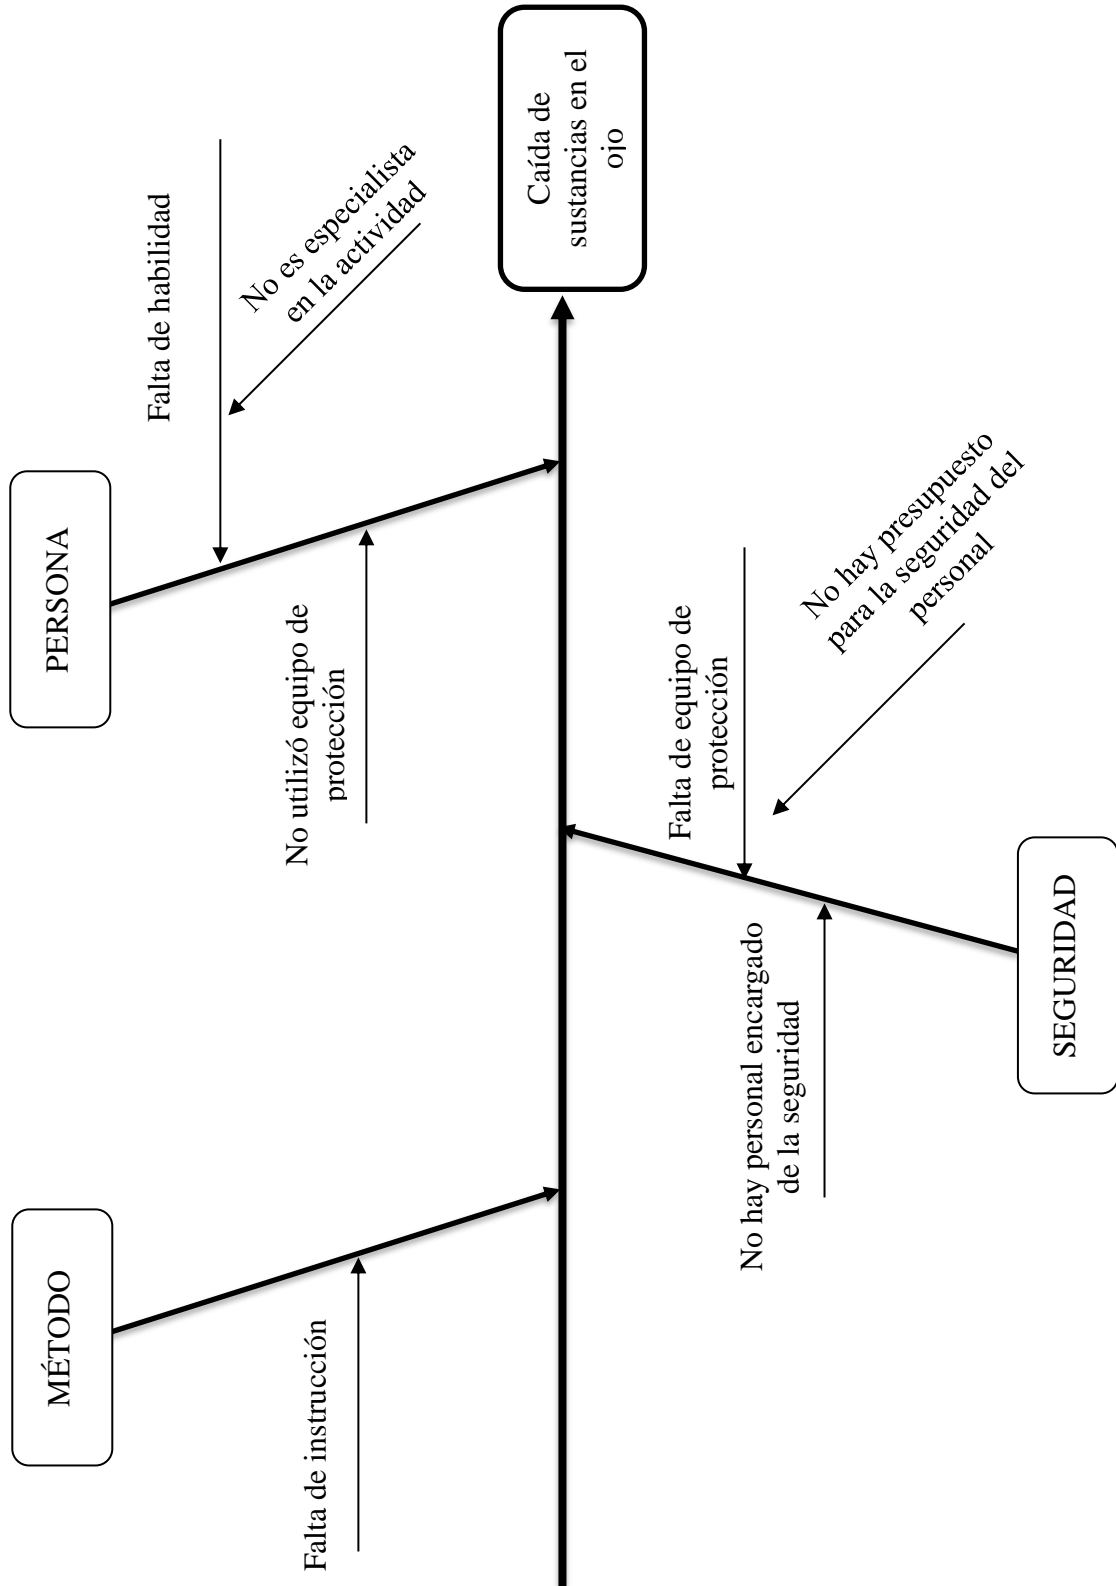 MÉTODO
PERSONA
Falta de instrucción
No utilizó equipo de
protección
Falta de habilidad
No es especialista
en la actividad
Caída de
sustancias en el
ojo
No hay personal encargado
de la seguridad
Falta de equipo de
protección
No hay presupuesto
para la seguridad del
personal
SEGURIDAD